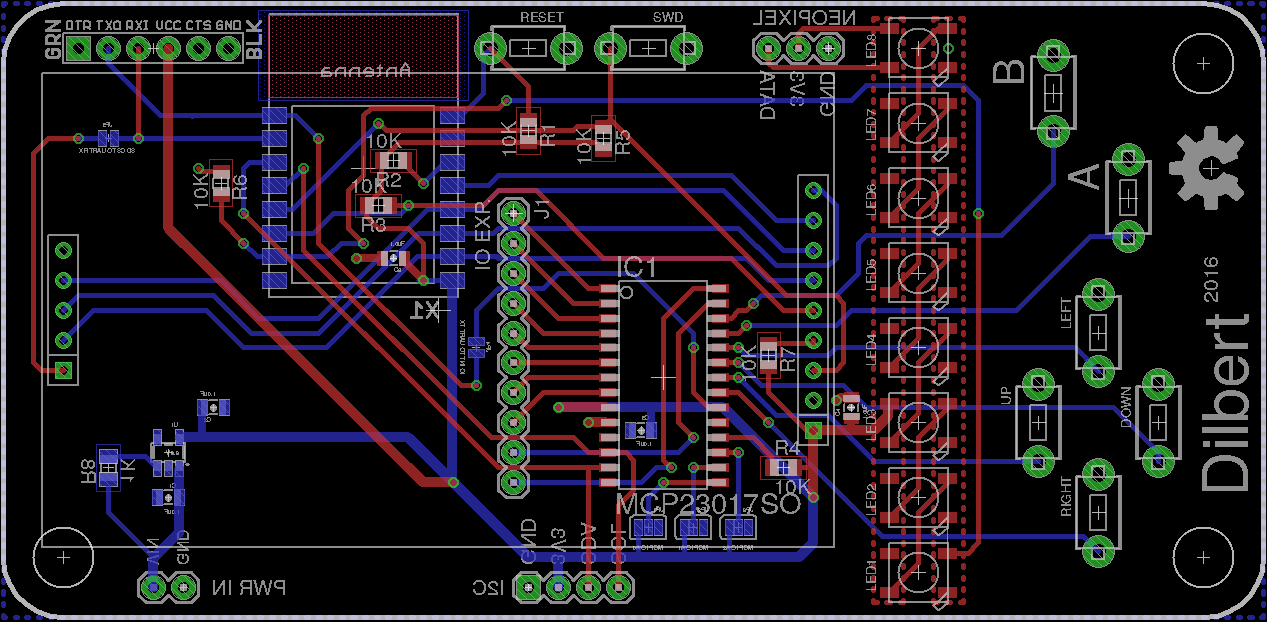 GRN
DTR TXO RXI VCC CTS GND
BLK
RESET
SWD
NEOPIXEL
DATA
3V3
GND
Antenna
LED8
LED7
LED6
LED5
LED4
LED3
LED2
LED1
B
A
2016
Dilbert
LEFT
UP
DOWN
RIGHT
10K
R1
10K
R5
10K
R2
10K
R3
10K
R6
J1
IO EXP
IC1
X1
10K
R7
R4
10K
MCP23017SO
R8
1K
VIN
GND
PWR IN
I2C
GND
3V3
SDA
SCL